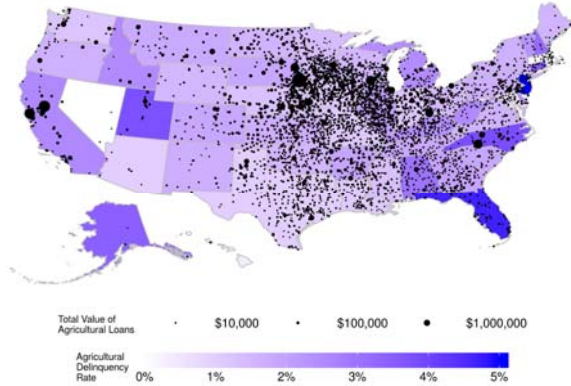 Total Value of
Agricultural Loans
$10,000
$100,000
$1,000,000
Agricultural
Delinquency
Rate
0%
1%
2%
3%
4%
5%